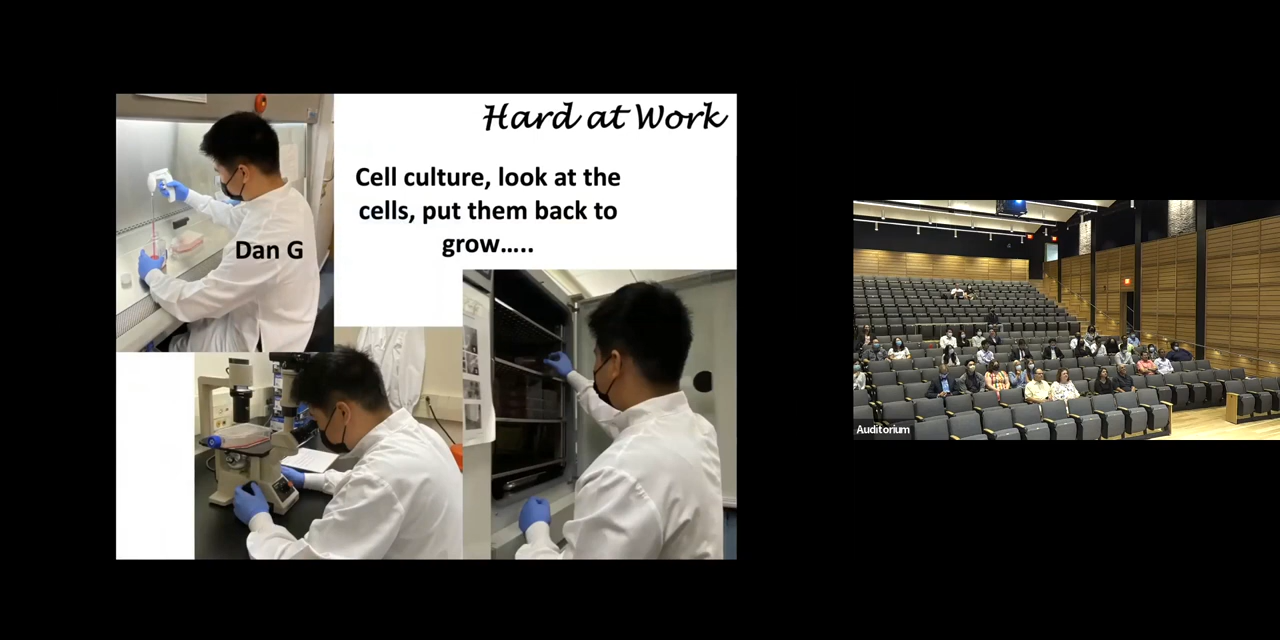 Hard at Work
Cell culture, look at the
cells, put them back to
grow…..
Dan G
Auditorium